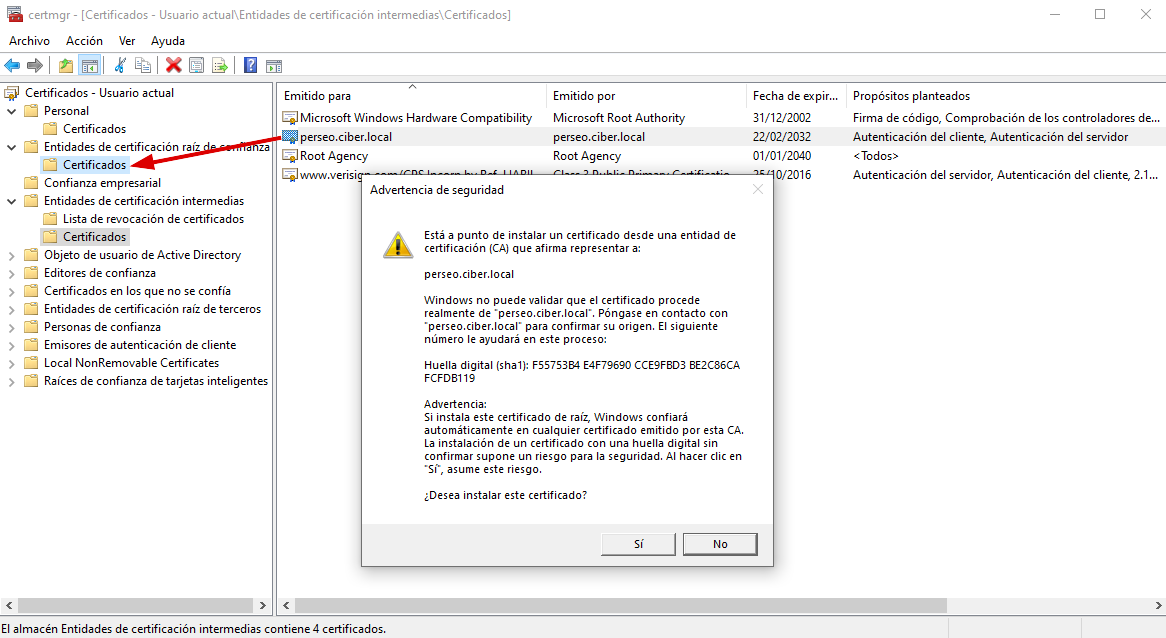 certmgr - [Certificados - Usuario actual\Entidades de certificación intermedias\Certificados]
Archivo Acción Ver Ayuda
Certificados - Usuario actual
Personal
Certificados
Entidades de certificación raíz de confianza
Certificados
Confianza empresarial
Entidades de certificación intermedias
Lista de revocación de certificados
Certificados
Objeto de usuario de Active Directory
Editores de confianza
Certificados en los que no se confía
Entidades de certificación raíz de terceros
Personas de confianza
Emisores de autenticación de cliente
Local NonRemovable Certificates
Raíces de confianza de tarjetas inteligentes
Emitido para Emitido por Fecha de expir... Propósitos planteados
Microsoft Windows Hardware Compatibility Microsoft Root Authority 31/12/2002 Firma de código, Comprobación de los controladores de...
perseo.ciber.local perseo.ciber.local 22/02/2032 Autenticación del cliente, Autenticación del servidor
Root Agency Root Agency 01/01/2040 <Todos>
www.verisign.com/CPS Incorp.by Ref. LIABILI... Class 3 Public Primary Certificatio... 25/10/2016 Autenticación del servidor, Autenticación del cliente, 2.1...
Advertencia de seguridad
Está a punto de instalar un certificado desde una entidad de
certificación (CA) que afirma representar a:
perseo.ciber.local
Windows no puede validar que el certificado procede
realmente de "perseo.ciber.local". Póngase en contacto con
"perseo.ciber.local" para confirmar su origen. El siguiente
número le ayudará en este proceso:
Huella digital (sha1): F55753B4 E4F79690 CCE9FBD3 BE2C86CA
FCFDB119
Advertencia:
Si instala este certificado de raíz, Windows confiará
automáticamente en cualquier certificado emitido por esta CA.
La instalación de un certificado con una huella digital sin
confirmar supone un riesgo para la seguridad. Al hacer clic en
"Sí", asume este riesgo.
¿Desea instalar este certificado?
Sí No
El almacén Entidades de certificación intermedias contiene 4 certificados.